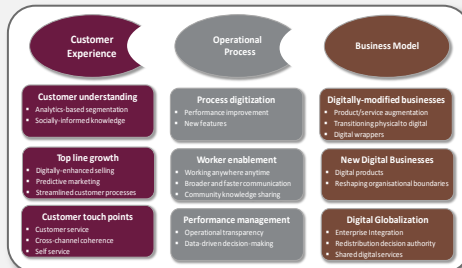 Customer
Experience
Operational
Process
Business Model
Customer understanding
• Analytics-based segmentation
• Socially-informed knowledge
Process digitization
• Performance improvement
• New features
Digitally-modified businesses
• Product/service augmentation
• Transitioning physical to digital
• Digital wrappers
Top line growth
• Digitally-enhanced selling
• Predictive marketing
• Streamlined customer processes
Worker enablement
• Working anywhere anytime
• Broader and faster communication
• Community knowledge sharing
New Digital Businesses
• Digital products
• Reshaping organisational boundaries
Customer touch points
• Customer service
• Cross-channel coherence
• Self service
Performance management
• Operational transparency
• Data-driven decision-making
Digital Globalization
• Enterprise Integration
• Redistribution decision authority
• Shared digital services